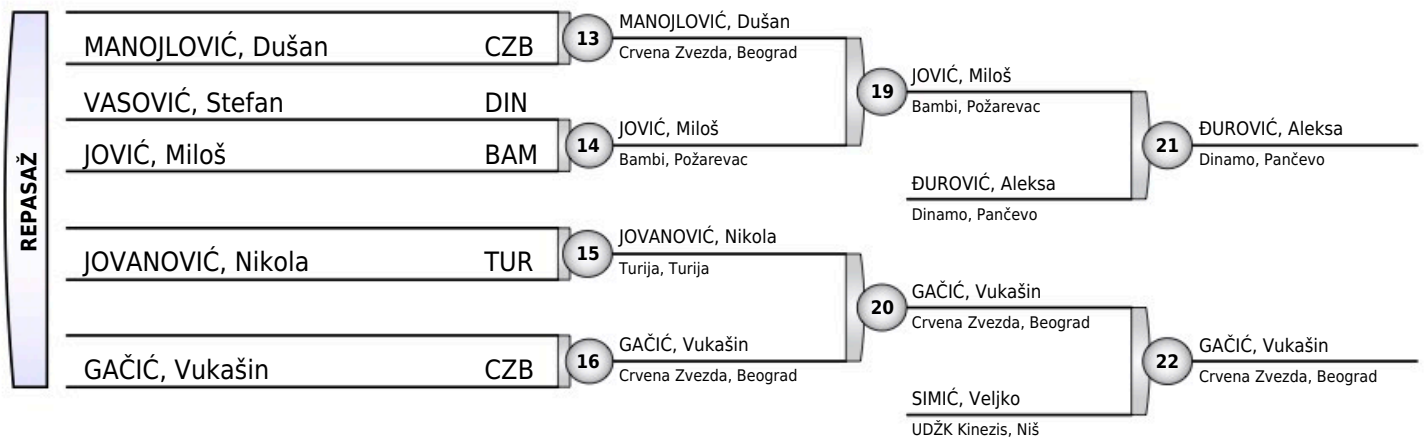 REPASAŽ
MANOJLOVIĆ, Dušan CZB
VASOVIĆ, Stefan DIN
JOVIĆ, Miloš BAM
JOVANOVIĆ, Nikola TUR
GAČIĆ, Vukašin CZB
13
MANOJLOVIĆ, Dušan
Crvena Zvezda, Beograd
14
JOVIĆ, Miloš
Bambi, Požarevac
15
JOVANOVIĆ, Nikola
Turija, Turija
16
GAČIĆ, Vukašin
Crvena Zvezda, Beograd
19
JOVIĆ, Miloš
Bambi, Požarevac
ĐUROVIĆ, Aleksa
Dinamo, Pančevo
20
GAČIĆ, Vukašin
Crvena Zvezda, Beograd
SIMIĆ, Veljko
UDŽK Kinezis, Niš
21
ĐUROVIĆ, Aleksa
Dinamo, Pančevo
22
GAČIĆ, Vukašin
Crvena Zvezda, Beograd